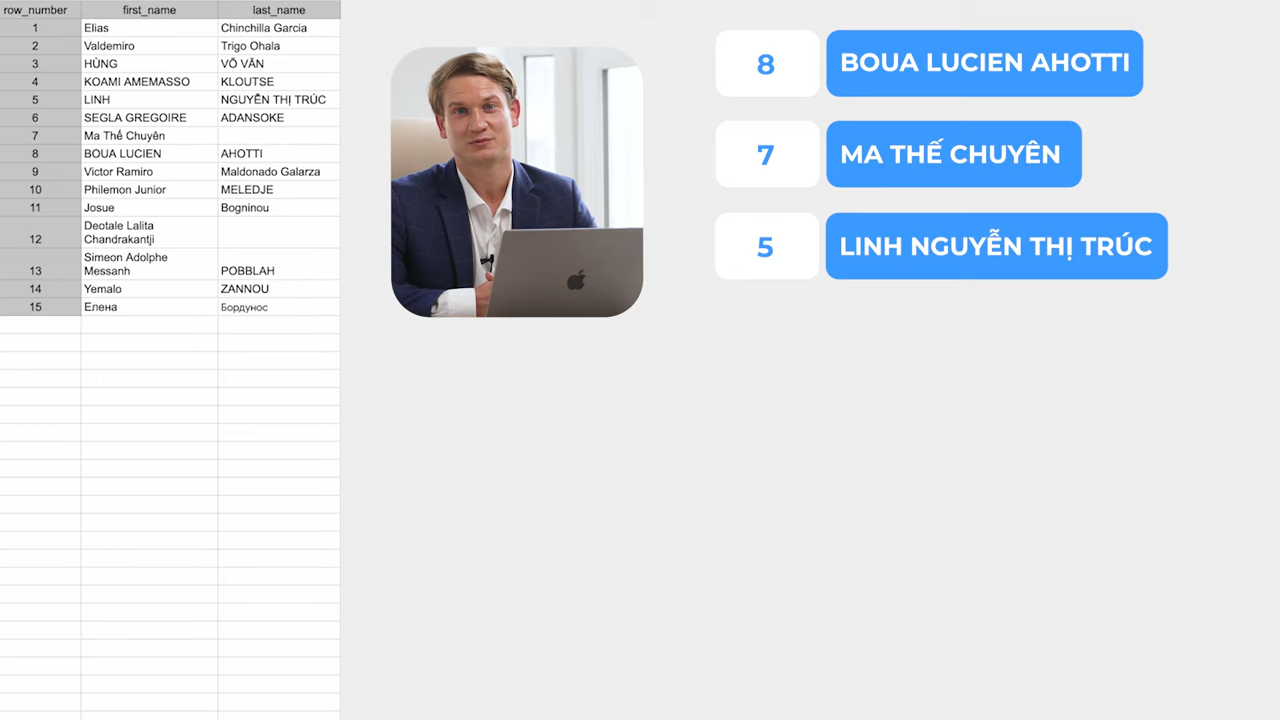 row_number first_name last_name
1 Elias Chinchilla Garcia
2 Valdemiro Trigo Ohala
3 HÙNG VÕ VĂN
4 KOAMI AMEMASSO KLOUTSE
5 LINH NGUYỄN THỊ TRÚC
6 SEGLA GREGOIRE ADANSOKE
7 Ma Thế Chuyên
8 BOUA LUCIEN AHOTTI
9 Victor Ramiro Maldonado Galarza
10 Philemon Junior MELEDJE
11 Josue Bogninou
Deotale Lalita
12 Chandrakantji
Simeon Adolphe
13 Messanh POBBLAH
14 Yemalo ZANNOU
15 Елена Бордунос
8 BOUA LUCIEN AHOTTI
7 MA THẾ CHUYÊN
5 LINH NGUYỄN THỊ TRÚC